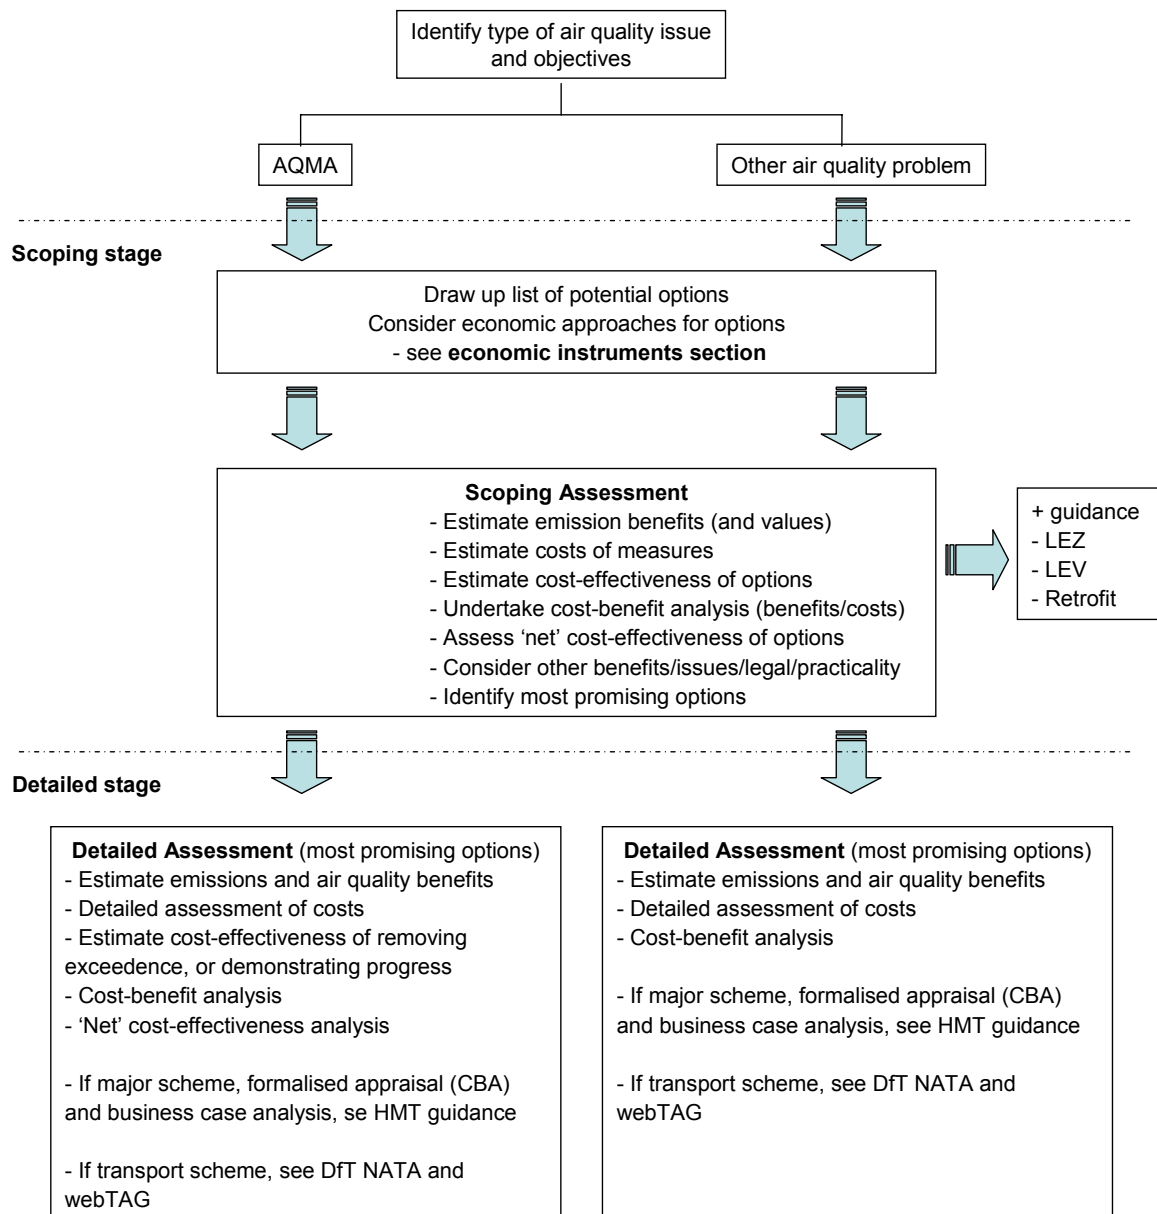 Identify type of air quality issue
and objectives
AQMA
Other air quality problem
Scoping stage
Draw up list of potential options
Consider economic approaches for options
- see economic instruments section
Scoping Assessment
- Estimate emission benefits (and values)
- Estimate costs of measures
- Estimate cost-effectiveness of options
- Undertake cost-benefit analysis (benefits/costs)
- Assess ‘net’ cost-effectiveness of options
- Consider other benefits/issues/legal/practicality
- Identify most promising options
+ guidance
- LEZ
- LEV
- Retrofit
Detailed stage
Detailed Assessment (most promising options)
- Estimate emissions and air quality benefits
- Detailed assessment of costs
- Estimate cost-effectiveness of removing
exceedence, or demonstrating progress
- Cost-benefit analysis
- ‘Net’ cost-effectiveness analysis
- If major scheme, formalised appraisal (CBA)
and business case analysis, se HMT guidance
- If transport scheme, see DfT NATA and
webTAG
Detailed Assessment (most promising options)
- Estimate emissions and air quality benefits
- Detailed assessment of costs
- Cost-benefit analysis
- If major scheme, formalised appraisal (CBA)
and business case analysis, see HMT guidance
- If transport scheme, see DfT NATA and
webTAG